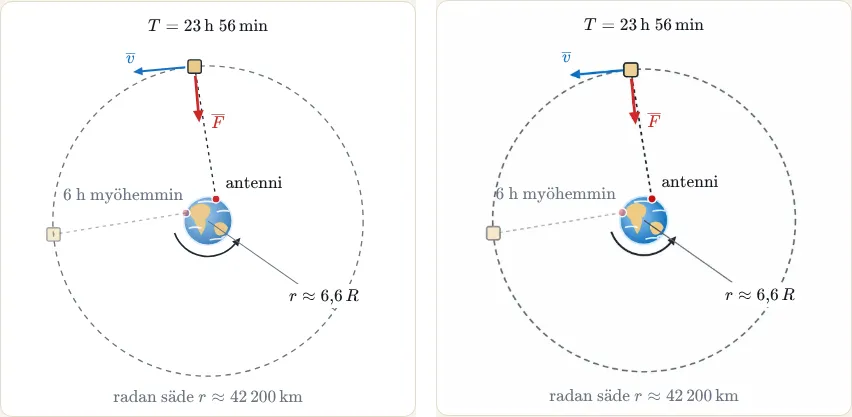 T = 23 h 56 min
v̅
F̅
antenni
6 h myöhemmin
r ≈ 6,6 R
radan säde r ≈ 42 200 km
T = 23 h 56 min
v̅
F̅
antenni
6 h myöhemmin
r ≈ 6,6 R
radan säde r ≈ 42 200 km